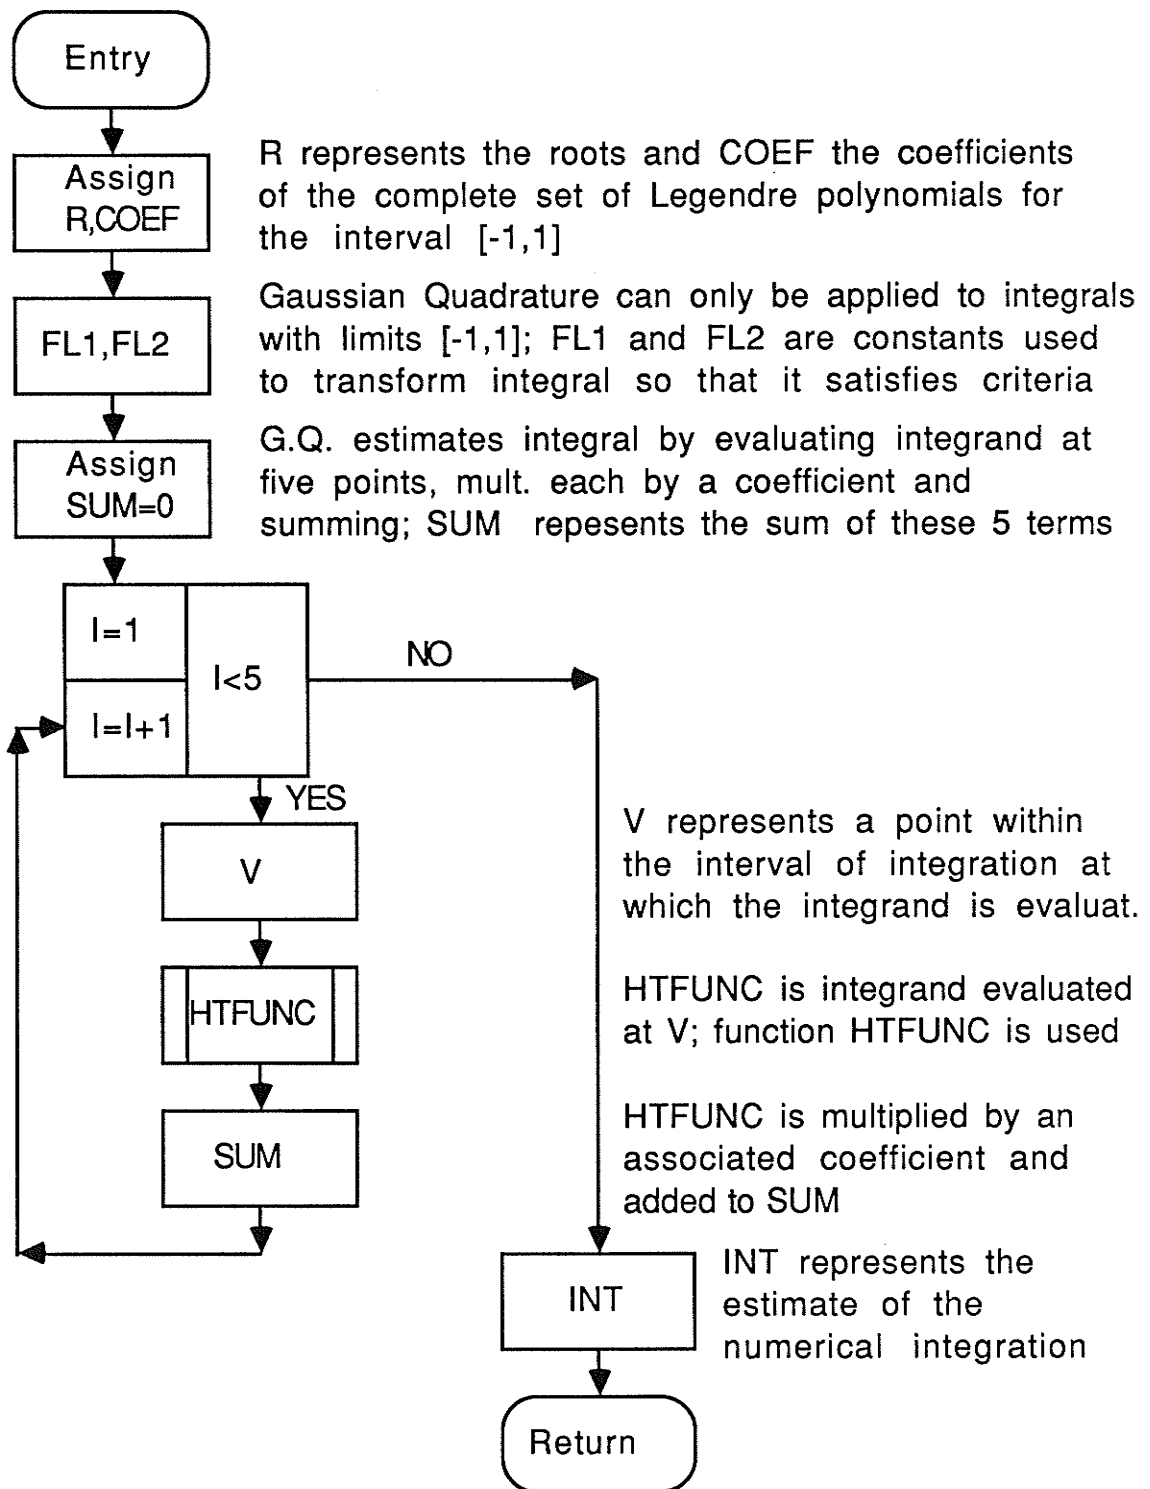 Entry
Assign
R,COEF
R represents the roots and COEF the coefficients
of the complete set of Legendre polynomials for
the interval [-1,1]
FL1,FL2
Gaussian Quadrature can only be applied to integrals
with limits [-1,1]; FL1 and FL2 are constants used
to transform integral so that it satisfies criteria
Assign
SUM=0
G.Q. estimates integral by evaluating integrand at
five points, mult. each by a coefficient and
summing; SUM repesents the sum of these 5 terms
I=1
I<5
I=I+1
NO
YES
V
V represents a point within
the interval of integration at
which the integrand is evaluat.
HTFUNC
HTFUNC is integrand evaluated
at V; function HTFUNC is used
SUM
HTFUNC is multiplied by an
associated coefficient and
added to SUM
INT
INT represents the
estimate of the
numerical integration
Return